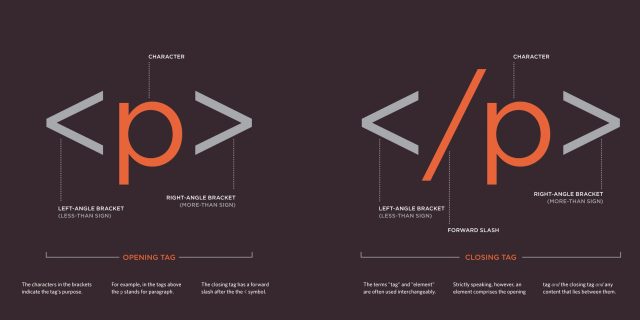 CHARACTER
<p>
LEFT-ANGLE BRACKET
(LESS-THAN SIGN)
RIGHT-ANGLE BRACKET
(MORE-THAN SIGN)
OPENING TAG
The characters in the brackets
indicate the tag's purpose.
For example, in the tags above
the p stands for paragraph.
The closing tag has a forward
slash after the the < symbol.
CHARACTER
</p>
LEFT-ANGLE BRACKET
(LESS-THAN SIGN)
RIGHT-ANGLE BRACKET
(MORE-THAN SIGN)
FORWARD SLASH
CLOSING TAG
The terms "tag" and "element"
are often used interchangeably.
Strictly speaking, however, an
element comprises the opening
tag and the closing tag and any
content that lies between them.